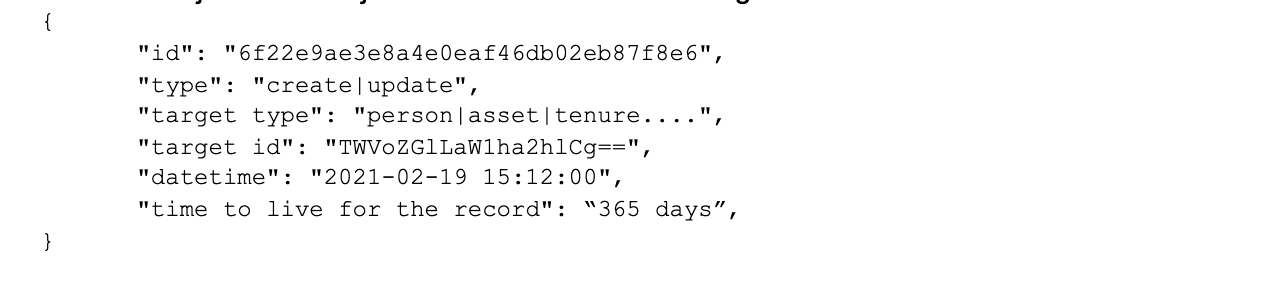 {
"id": "6f22e9ae3e8a4e0eaf46db02eb87f8e6",
"type": "create|update",
"target type": "person|asset|tenure....",
"target id": "TWVoZGlLaW1ha2hlCg==",
"datetime": "2021-02-19 15:12:00",
"time to live for the record": “365 days”,
}